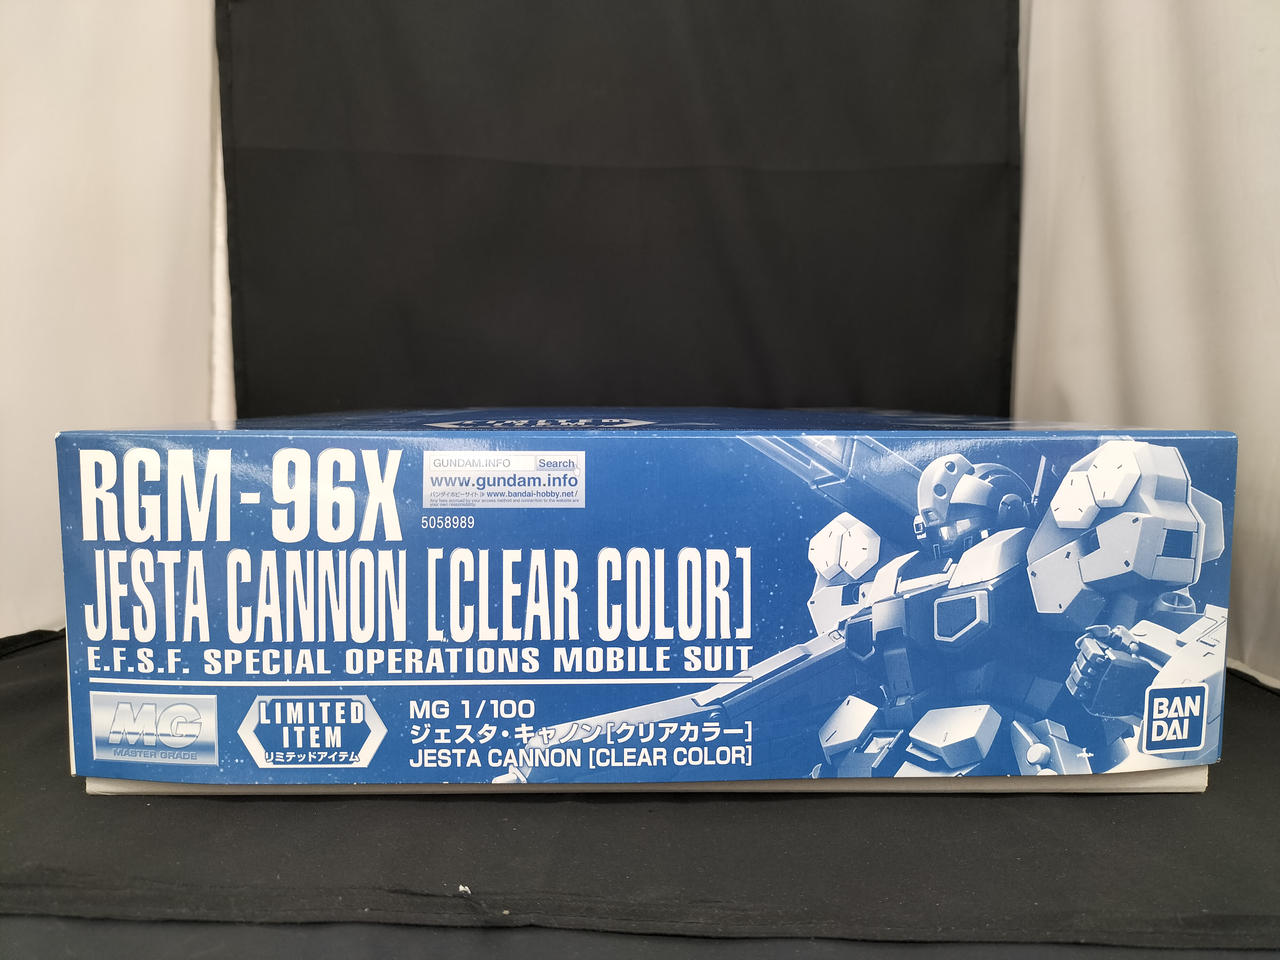 RGM-96X
GUNDAM.INFO Search
www.gundam.info
バンダイホビーサイト www.bandai-hobby.net/
5058989
JESTA CANNON [CLEAR COLOR]
E.F.S.F. SPECIAL OPERATIONS MOBILE SUIT
MG
MASTER GRADE
LIMITED
ITEM
リミテッドアイテム
MG 1/100
ジェスタ・キャノン[クリアカラー]
JESTA CANNON [CLEAR COLOR]
BAN
DAI